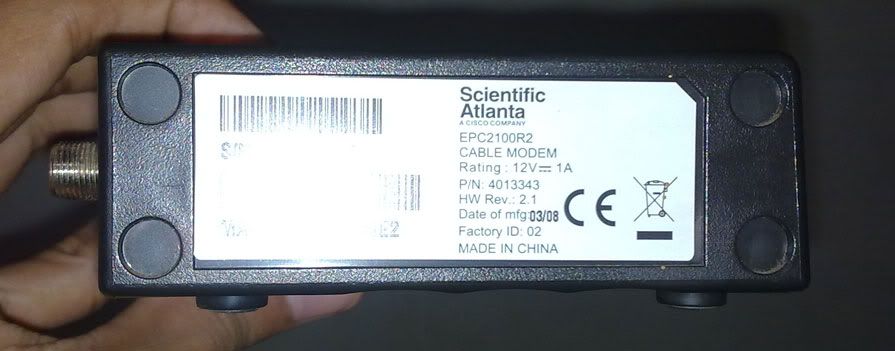 Scientific
Atlanta
A CISCO COMPANY
EPC2100R2
CABLE MODEM
Rating : 12V⎓ 1A
P/N: 4013343
HW Rev.: 2.1
Date of mfg:03/08
Factory ID: 02
MADE IN CHINA
CE